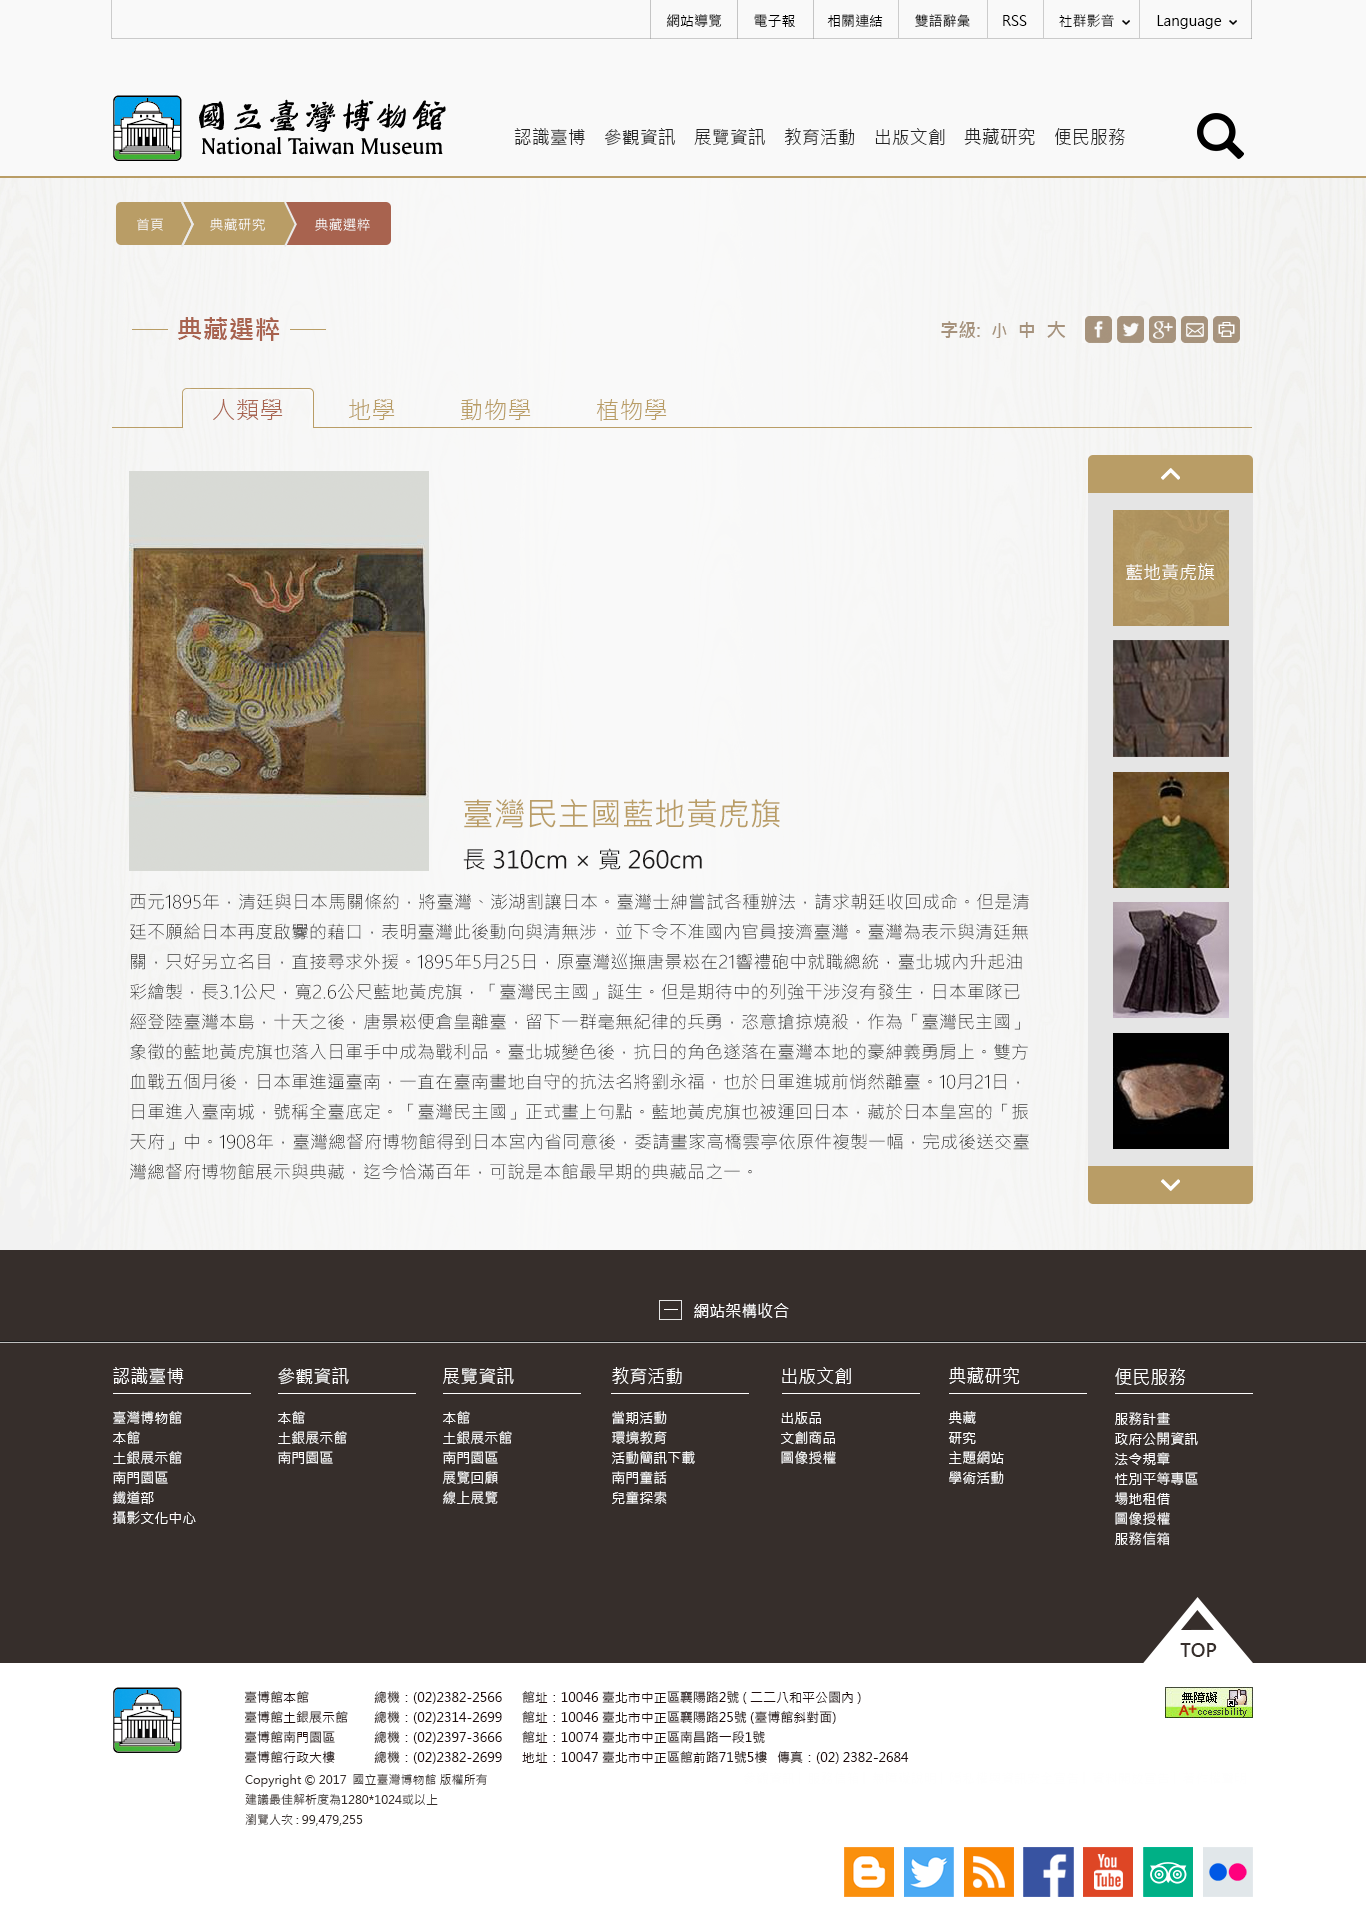 網站導覽 電子報 相關連結 雙語辭彙 RSS 社群影音 Language
國立臺灣博物館
National Taiwan Museum
認識臺博 參觀資訊 展覽資訊 教育活動 出版文創 典藏研究 便民服務
首頁 典藏研究 典藏選粹
典藏選粹
字級: 小 中 大
人類學 地學 動物學 植物學
藍地黃虎旗
臺灣民主國藍地黃虎旗
長 310cm × 寬 260cm
西元1895年，清廷與日本馬關條約，將臺灣、澎湖割讓日本。臺灣士紳嘗試各種辦法，請求朝廷收回成命。但是清
廷不願給日本再度啟釁的藉口，表明臺灣此後動向與清無涉，並下令不准國內官員接濟臺灣。臺灣為表示與清廷無
關，只好另立名目，直接尋求外援。1895年5月25日，原臺灣巡撫唐景崧在21響禮砲中就職總統，臺北城內升起油
彩繪製，長3.1公尺，寬2.6公尺藍地黃虎旗，「臺灣民主國」誕生。但是期待中的列強干涉沒有發生，日本軍隊已
經登陸臺灣本島，十天之後，唐景崧便倉皇離臺，留下一群毫無紀律的兵勇，恣意搶掠燒殺，作為「臺灣民主國」
象徵的藍地黃虎旗也落入日軍手中成為戰利品。臺北城變色後，抗日的角色遂落在臺灣本地的豪紳義勇肩上。雙方
血戰五個月後，日本軍進逼臺南，一直在臺南畫地自守的抗法名將劉永福，也於日軍進城前悄然離臺。10月21日，
日軍進入臺南城，號稱全臺底定。「臺灣民主國」正式畫上句點。藍地黃虎旗也被運回日本，藏於日本皇宮的「振
天府」中。1908年，臺灣總督府博物館得到日本宮內省同意後，委請畫家高橋雲亭依原件複製一幅，完成後送交臺
灣總督府博物館展示與典藏，迄今恰滿百年，可說是本館最早期的典藏品之一。
網站架構收合
認識臺博
臺灣博物館
本館
土銀展示館
南門園區
鐵道部
攝影文化中心
參觀資訊
本館
土銀展示館
南門園區
展覽資訊
本館
土銀展示館
南門園區
展覽回顧
線上展覽
教育活動
當期活動
環境教育
活動簡訊下載
南門童話
兒童探索
出版文創
出版品
文創商品
圖像授權
典藏研究
典藏
研究
主題網站
學術活動
便民服務
服務計畫
政府公開資訊
法令規章
性別平等專區
場地租借
圖像授權
服務信箱
TOP
臺博館本館 總機：(02)2382-2566 館址：10046 臺北市中正區襄陽路2號 ( 二二八和平公園內 )
臺博館土銀展示館 總機：(02)2314-2699 館址：10046 臺北市中正區襄陽路25號 (臺博館斜對面)
臺博館南門園區 總機：(02)2397-3666 館址：10074 臺北市中正區南昌路一段1號
臺博館行政大樓 總機：(02)2382-2699 地址：10047 臺北市中正區館前路71號5樓 傳真：(02) 2382-2684
Copyright © 2017 國立臺灣博物館 版權所有
建議最佳解析度為1280*1024或以上
瀏覽人次 : 99,479,255
無障礙
A+ccessibility
You
Tube